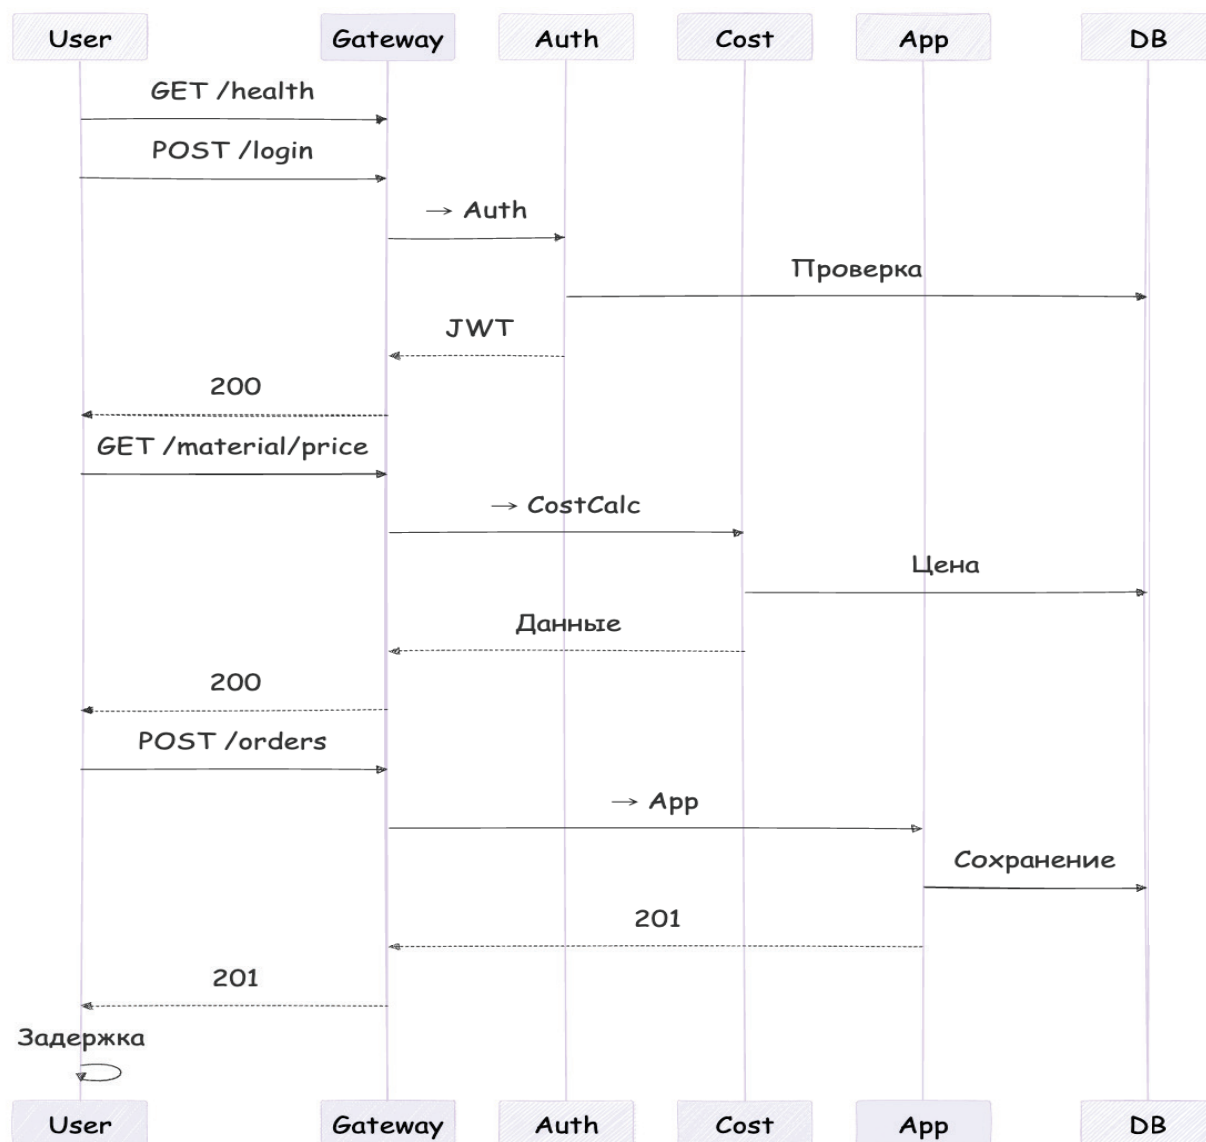 User Gateway Auth Cost App DB
GET /health
POST /login
→ Auth
Проверка
JWT
200
GET /material/price
→ CostCalc
Цена
Данные
200
POST /orders
→ App
Сохранение
201
201
Задержка
User Gateway Auth Cost App DB